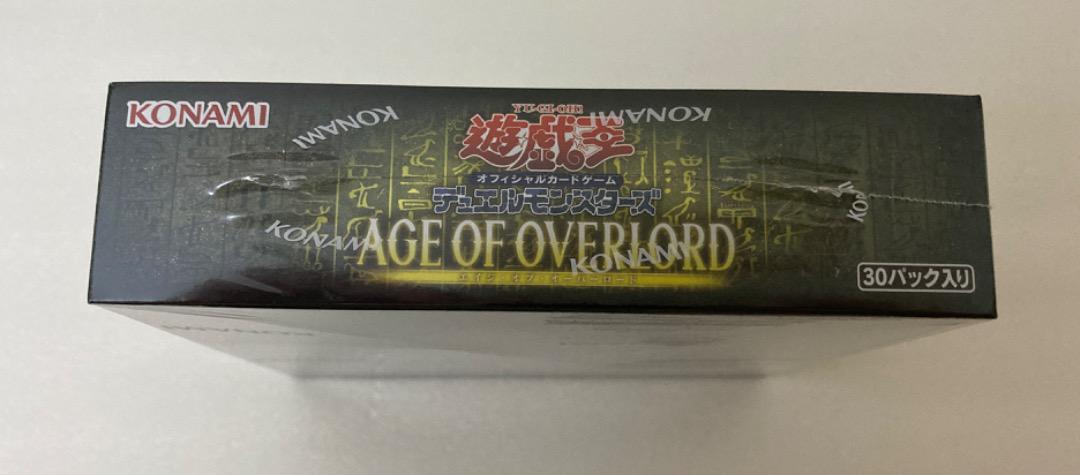 KONAMI
KONAMI
KONAMI
YU-GI-OH!
遊戯王
オフィシャルカードゲーム
デュエルモンスターズ
KONAMI
AGE OF OVERLORD
KONAMI
エイジ・オブ・オーバーロード
30パック入り
KONAMI